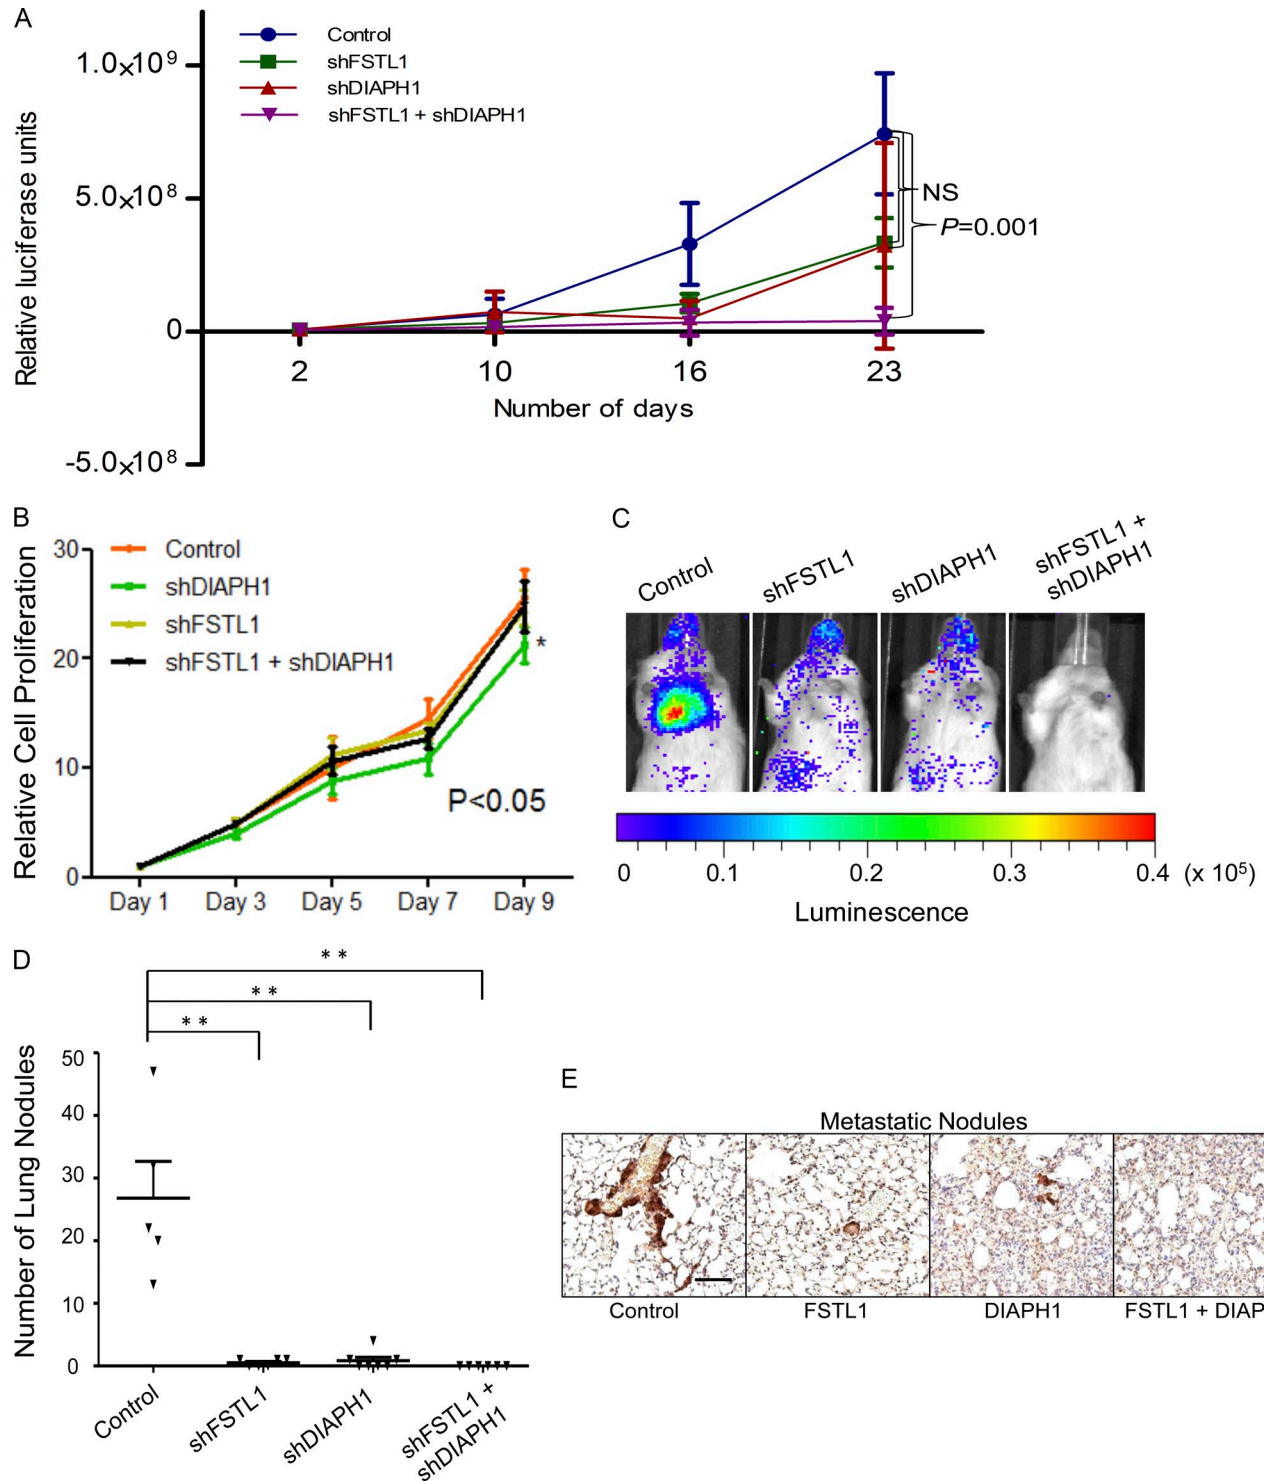 A
Control
shFSTL1
shDIAPH1
shFSTL1 + shDIAPH1
Relative luciferase units
1.0x10⁹
5.0x10⁸
0
-5.0x10⁸
NS
P=0.001
2 10 16 23
Number of days
B
Control
shDIAPH1
shFSTL1
shFSTL1 + shDIAPH1
Relative Cell Proliferation
30
20
10
0
*
P<0.05
Day 1 Day 3 Day 5 Day 7 Day 9
C
Control
shFSTL1
shDIAPH1
shFSTL1 +
shDIAPH1
0 0.1 0.2 0.3 0.4 (x 10⁵)
Luminescence
D
**
**
**
Number of Lung Nodules
50
40
30
20
10
0
Control
shFSTL1
shDIAPH1
shFSTL1 +
shDIAPH1
E
Metastatic Nodules
Control FSTL1 DIAPH1 FSTL1 + DIAP